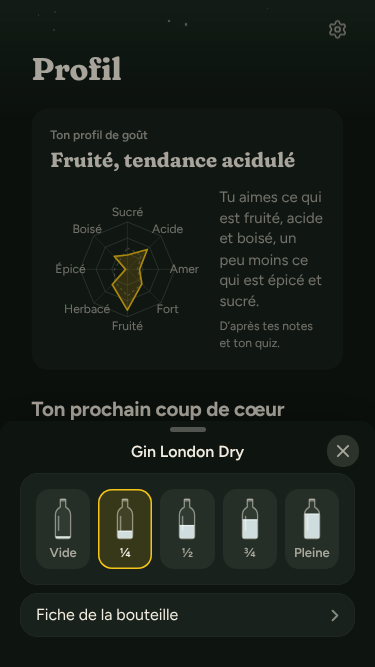 Profil
Ton profil de goût
Fruité, tendance acidulé
Sucré
Boisé
Acide
Épicé
Amer
Herbacé
Fort
Fruité
Tu aimes ce qui
est fruité, acide
et boisé, un
peu moins ce
qui est épicé et
sucré.
D'après tes notes
et ton quiz.
Ton prochain coup de cœur
Gin London Dry
Vide
¼
½
¾
Pleine
Fiche de la bouteille